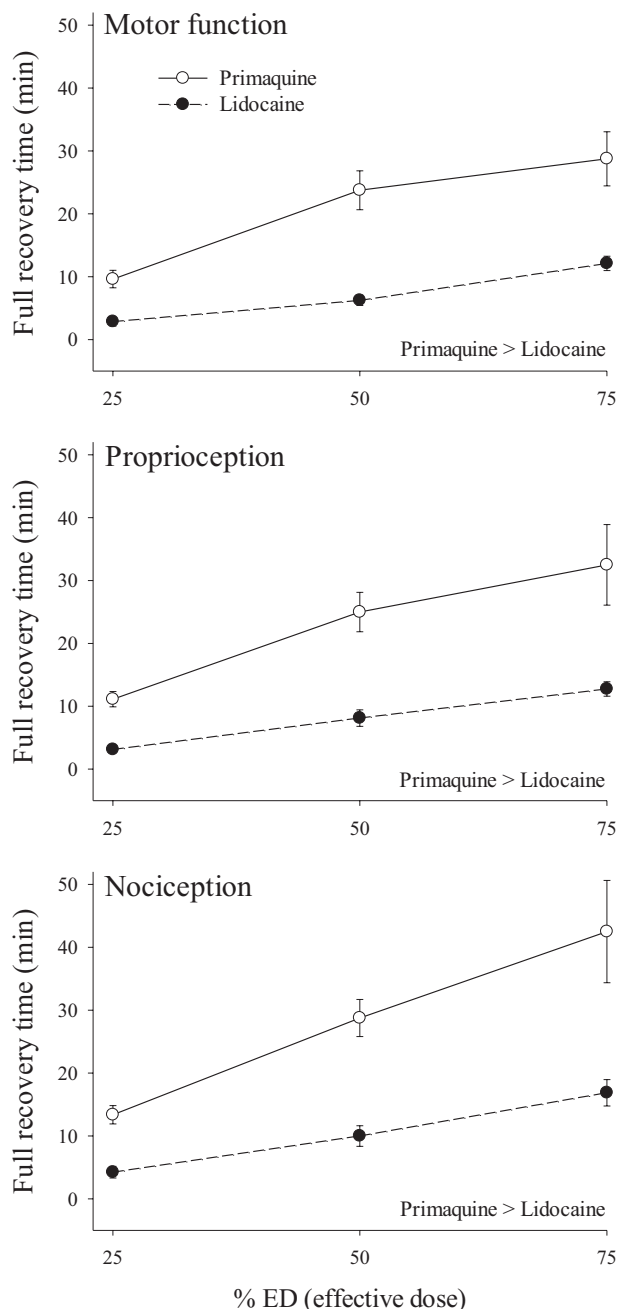 Motor function
50
40
30
20
10
0
Full recovery time (min)
Primaquine
Lidocaine
Primaquine > Lidocaine
25 50 75
Proprioception
50
40
30
20
10
0
Full recovery time (min)
Primaquine > Lidocaine
25 50 75
Nociception
50
40
30
20
10
0
Full recovery time (min)
Primaquine > Lidocaine
25 50 75
% ED (effective dose)